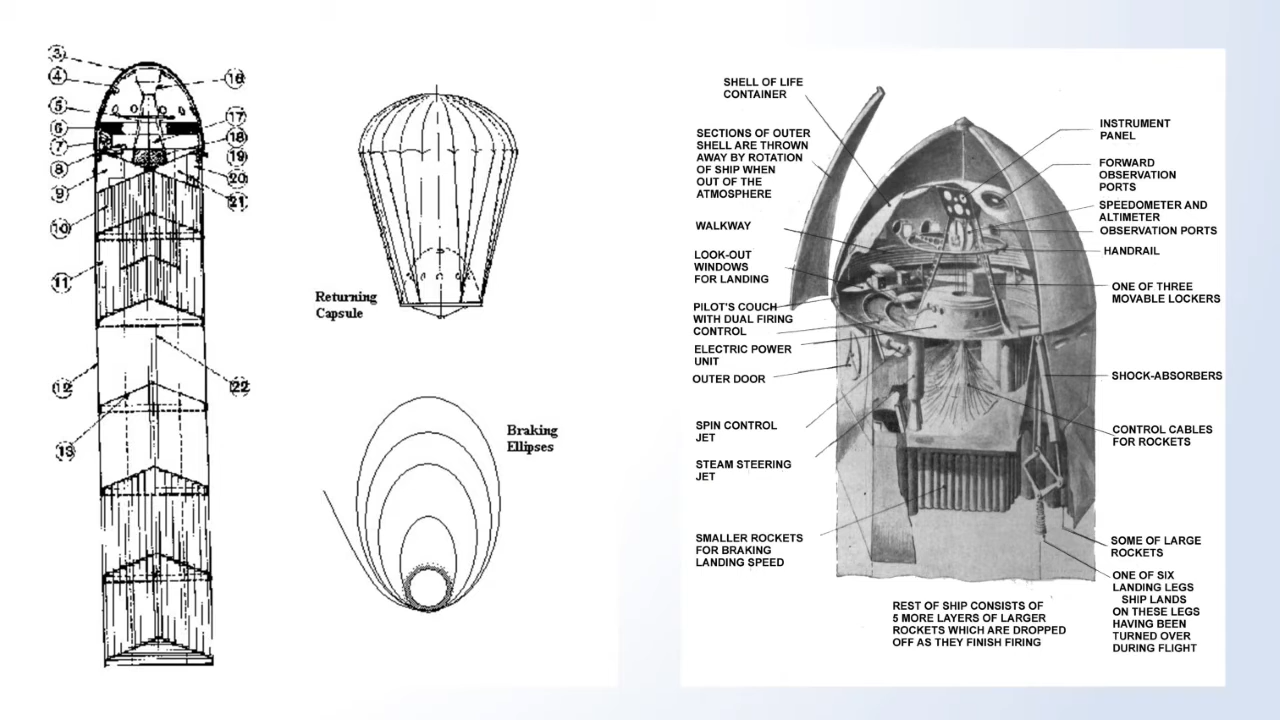 3
4
5
6
7
8
9
10
11
12
13
16
17
18
19
20
21
22
Returning
Capsule
Braking
Ellipses
SHELL OF LIFE
CONTAINER
SECTIONS OF OUTER
SHELL ARE THROWN
AWAY BY ROTATION
OF SHIP WHEN
OUT OF THE
ATMOSPHERE
WALKWAY
LOOK-OUT
WINDOWS
FOR LANDING
PILOT'S COUCH
WITH DUAL FIRING
CONTROL
ELECTRIC POWER
UNIT
OUTER DOOR
SPIN CONTROL
JET
STEAM STEERING
JET
SMALLER ROCKETS
FOR BRAKING
LANDING SPEED
INSTRUMENT
PANEL
FORWARD
OBSERVATION
PORTS
SPEEDOMETER AND
ALTIMETER
OBSERVATION PORTS
HANDRAIL
ONE OF THREE
MOVABLE LOCKERS
SHOCK-ABSORBERS
CONTROL CABLES
FOR ROCKETS
SOME OF LARGE
ROCKETS
ONE OF SIX
LANDING LEGS
SHIP LANDS
ON THESE LEGS
HAVING BEEN
TURNED OVER
DURING FLIGHT
REST OF SHIP CONSISTS OF
5 MORE LAYERS OF LARGER
ROCKETS WHICH ARE DROPPED
OFF AS THEY FINISH FIRING